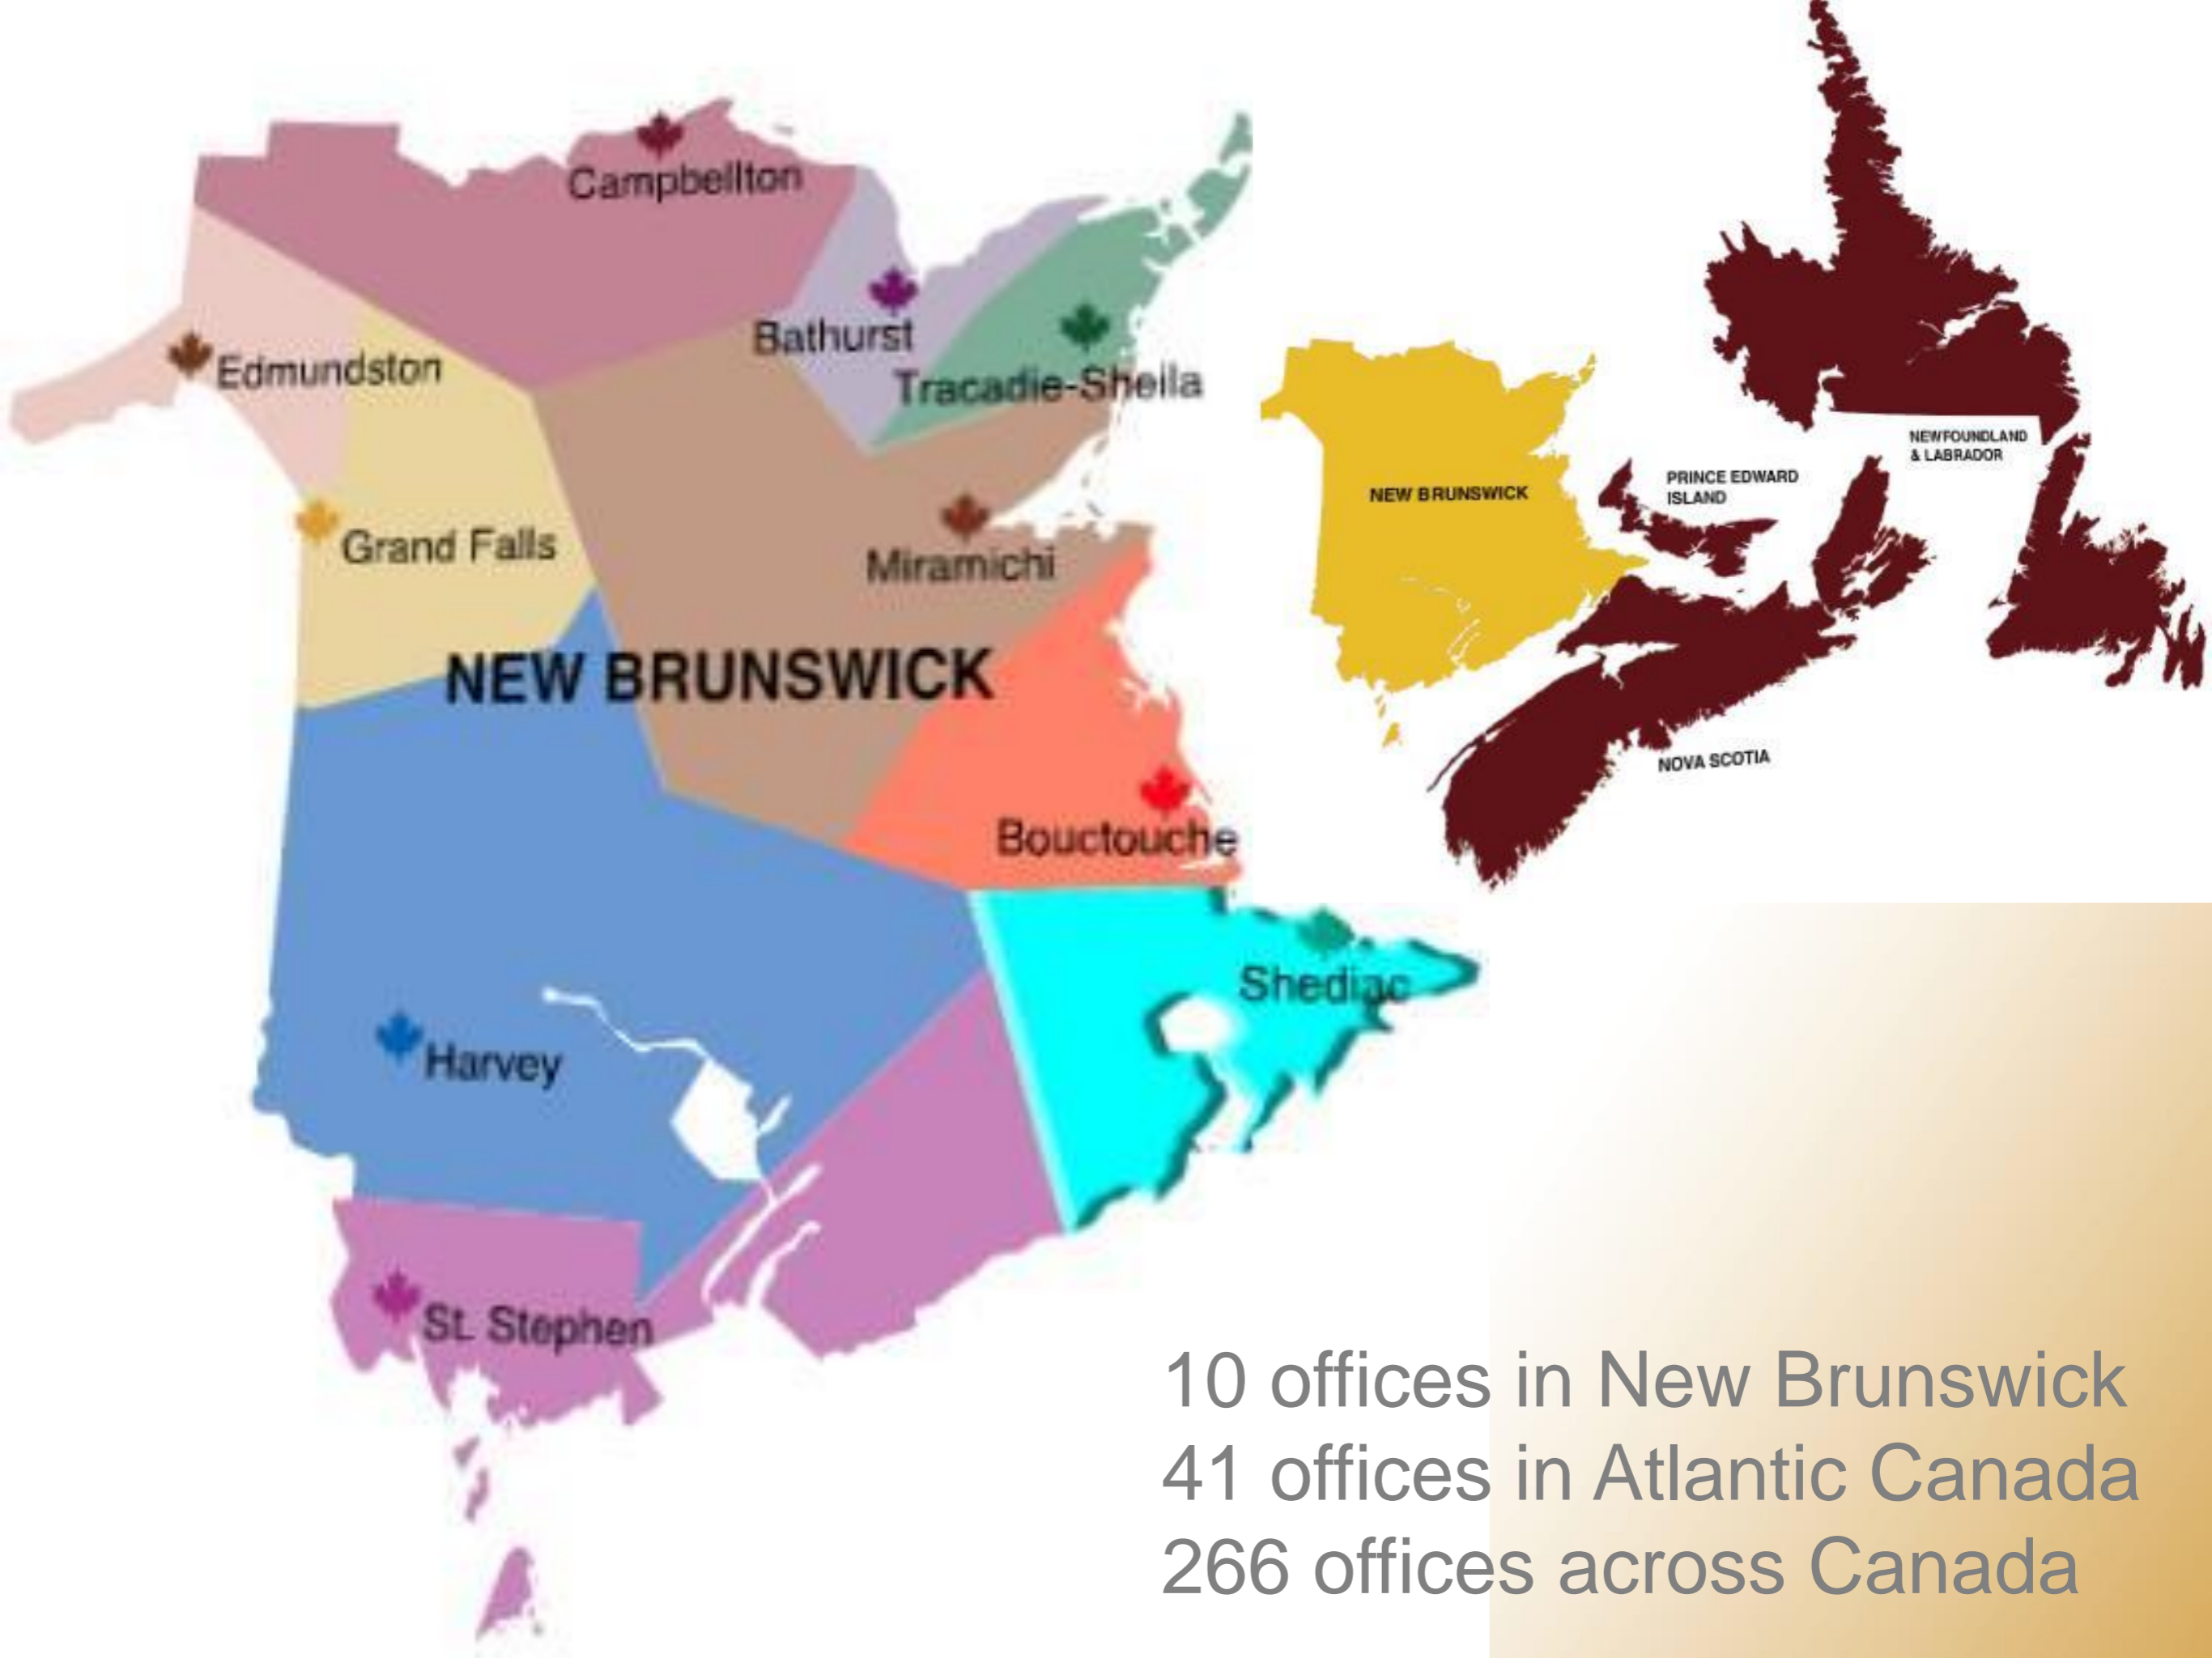 Campbellton
Edmundston
Bathurst
Tracadie-Sheila
Grand Falls
Miramichi
NEW BRUNSWICK
Bouctouche
Shediac
Harvey
St. Stephen
NEWFOUNDLAND
& LABRADOR
PRINCE EDWARD
ISLAND
NEW BRUNSWICK
NOVA SCOTIA
10 offices in New Brunswick
41 offices in Atlantic Canada
266 offices across Canada